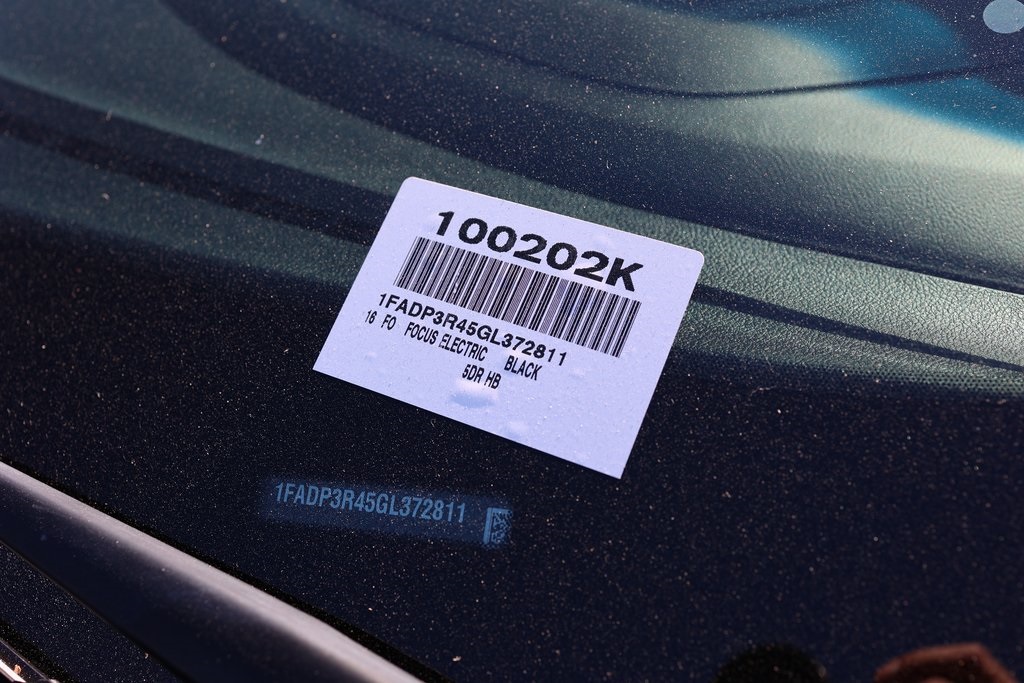 100202K
1FADP3R45GL372811
16 FO FOCUS ELECTRIC BLACK
5DR HB
1FADP3R45GL372811